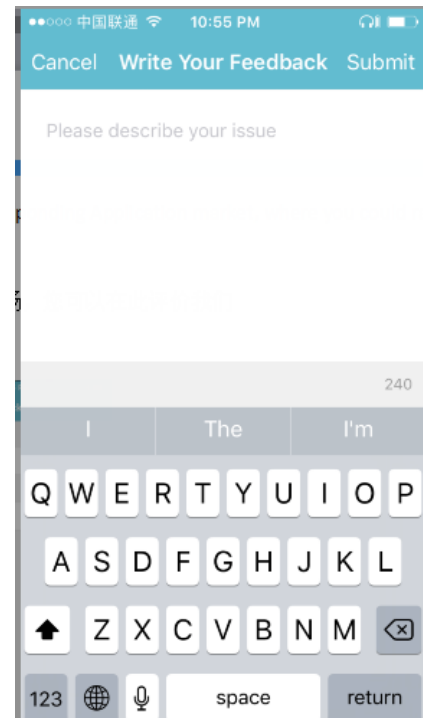 中国联通 10:55 PM
Cancel Write Your Feedback Submit
Please describe your issue
240
I The I'm
Q W E R T Y U I O P
A S D F G H J K L
Z X C V B N M
123 space return